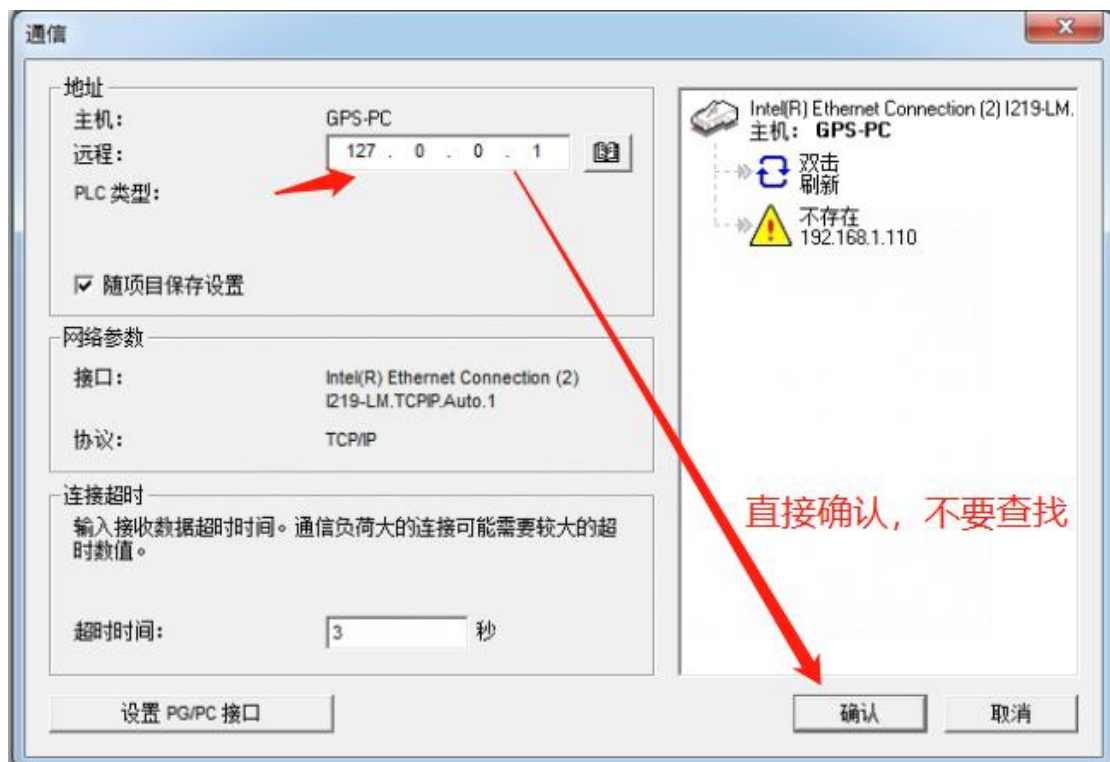 通信
地址
主机： GPS-PC
远程： 127 . 0 . 0 . 1
PLC 类型：
随项目保存设置
网络参数
接口： Intel(R) Ethernet Connection (2)
I219-LM.TCPIP.Auto.1
协议： TCP/IP
连接超时
输入接收数据超时时间。通信负荷大的连接可能需要较大的超
时数值。
超时时间： 3 秒
设置 PG/PC 接口
Intel(R) Ethernet Connection (2) I219-LM.
主机： GPS-PC
双击
刷新
不存在
192.168.1.110
直接确认，不要查找
确认 取消